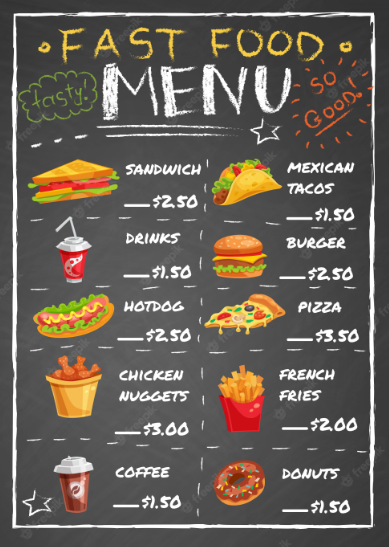 FAST FOOD
MENU
tasty!
SO
GOOD
SANDWICH
$2.50
MEXICAN
TACOS
$1.50
DRINKS
$1.50
BURGER
$2.50
HOTDOG
$2.50
PIZZA
$3.50
CHICKEN
NUGGETS
$3.00
FRENCH
FRIES
$2.00
COFFEE
$1.50
DONUTS
$1.50